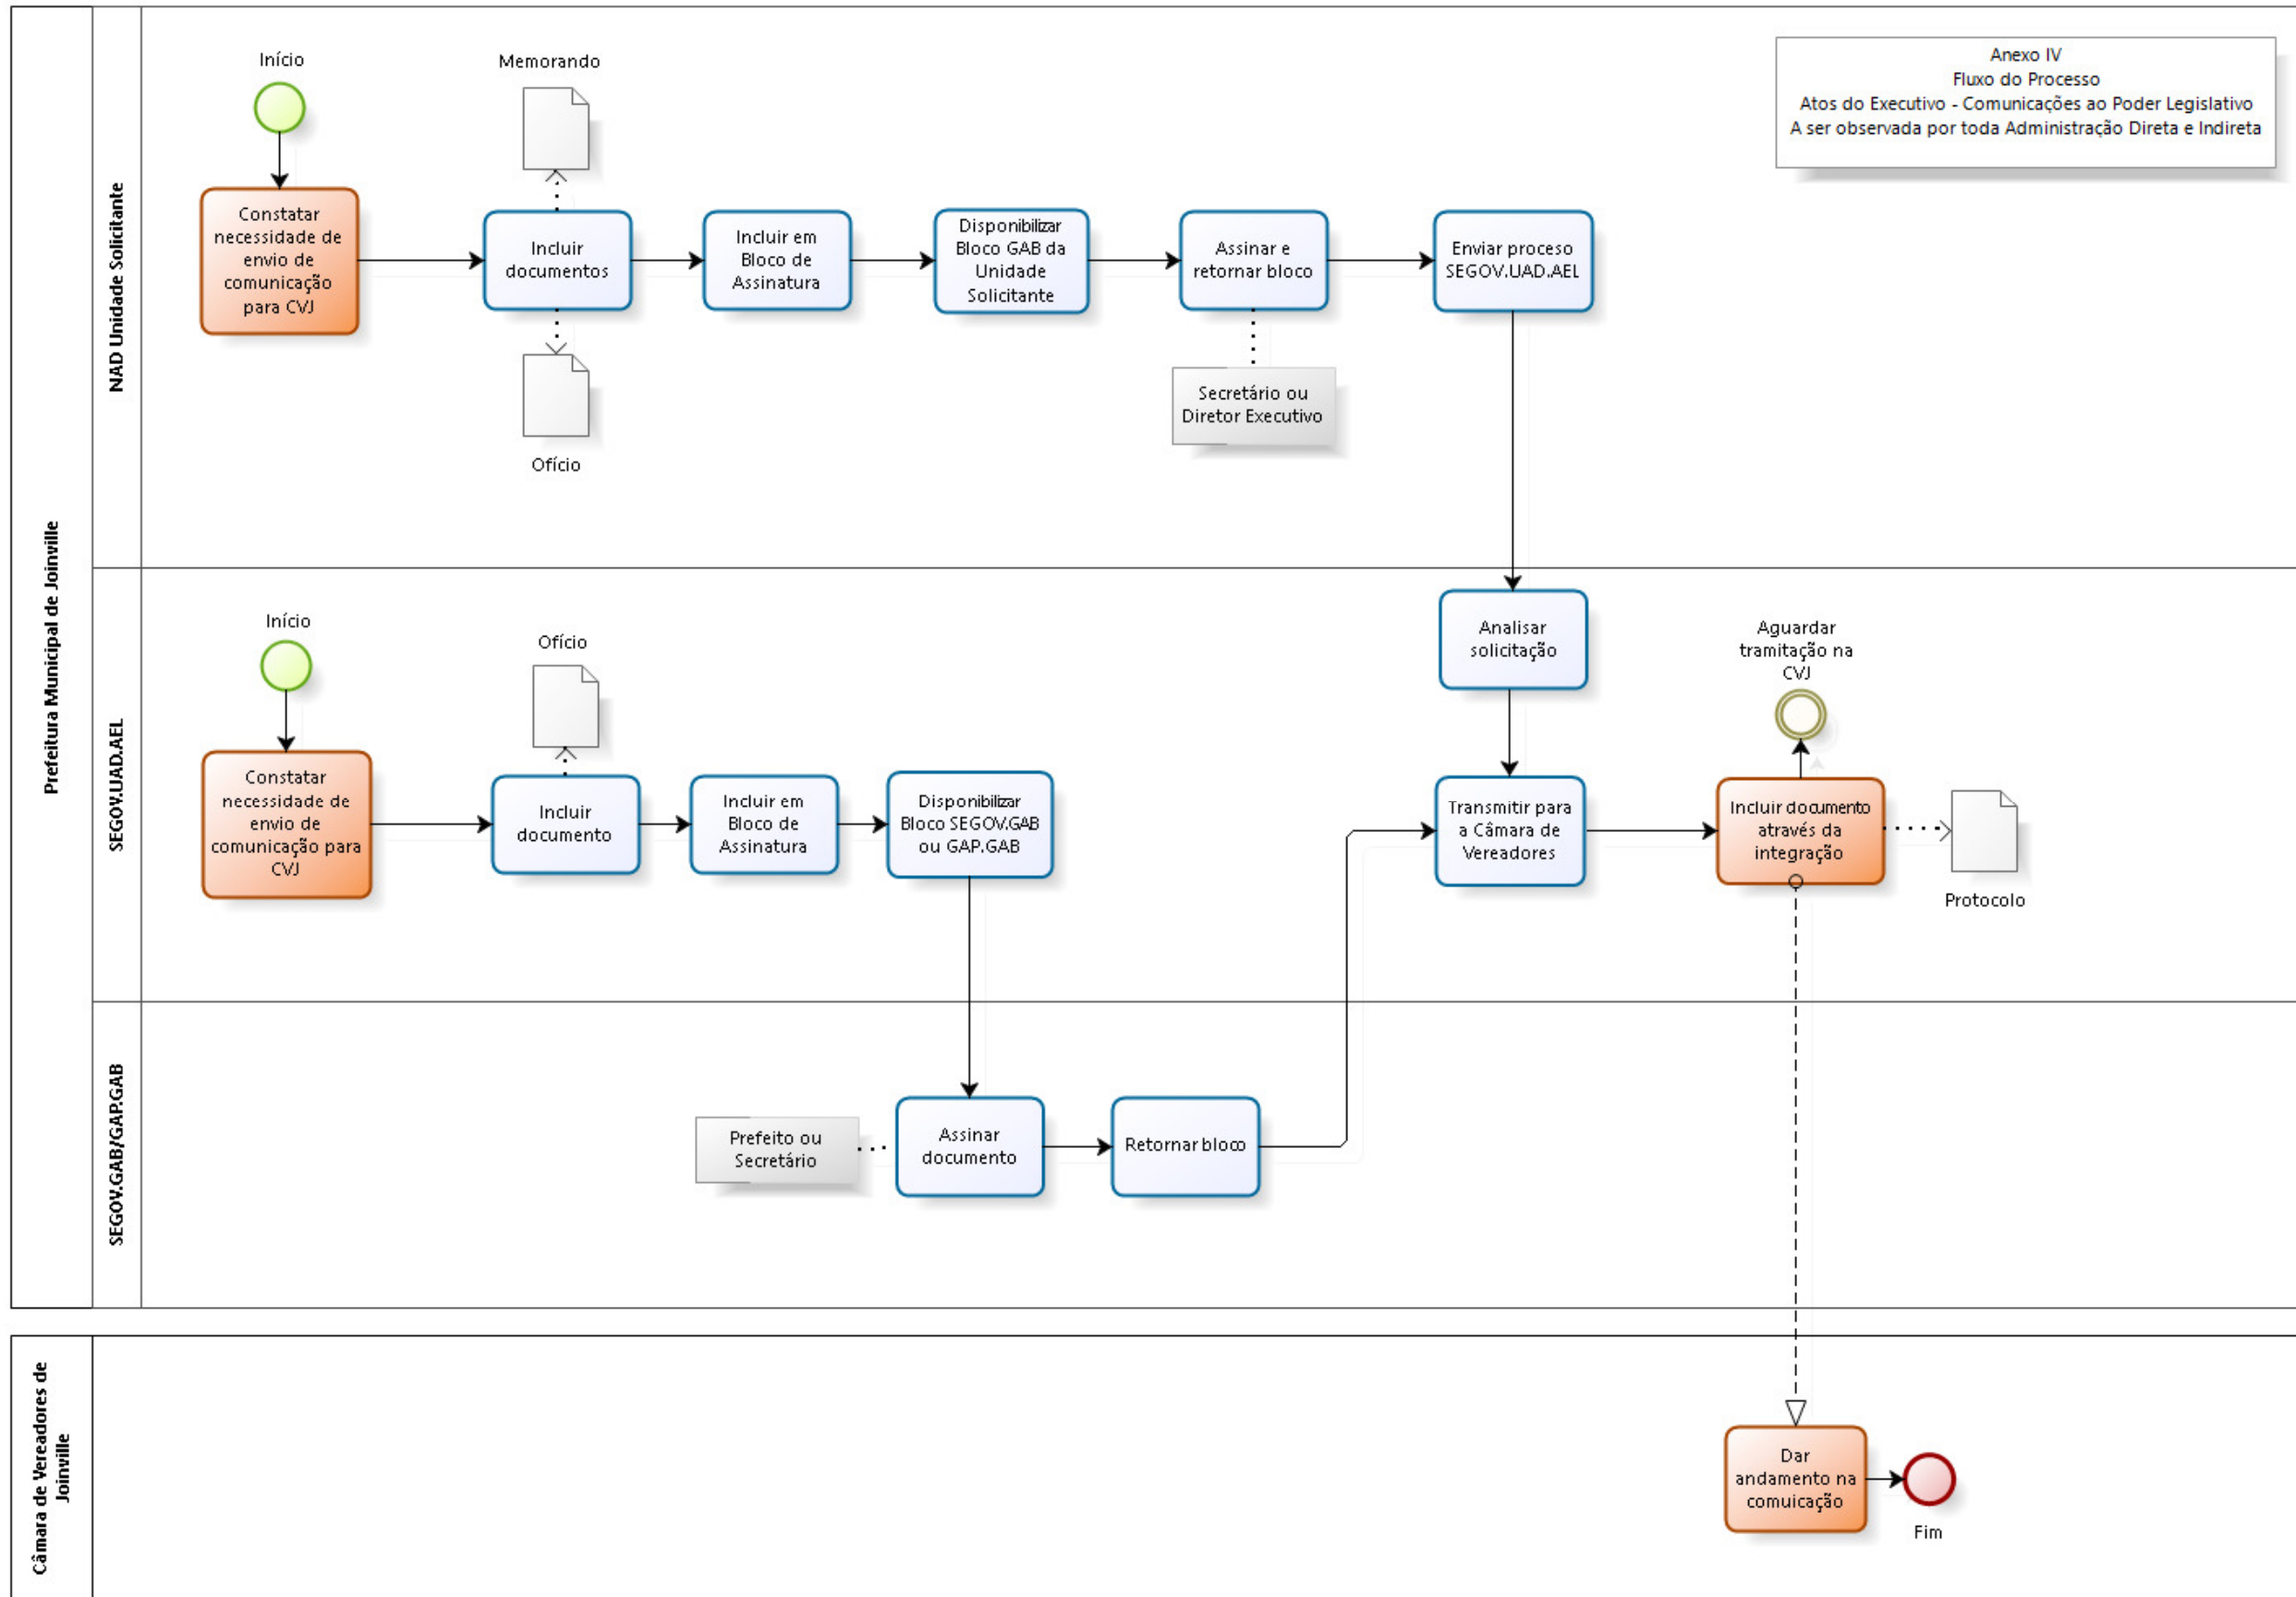 Anexo IV
Fluxo do Processo
Atos do Executivo - Comunicações ao Poder Legislativo
A ser observada por toda Administração Direta e Indireta
Prefeitura Municipal de Joinville
NAD Unidade Solicitante
Início
Constatar
necessidade de
envio de
comunicação
para CVJ
Memorando
Incluir
documentos
Ofício
Incluir em
Bloco de
Assinatura
Disponibilizar
Bloco GAB da
Unidade
Solicitante
Assinar e
retornar bloco
Secretário ou
Diretor Executivo
Enviar proceso
SEGOV.UAD.AEL
SEGOV.UAD.AEL
Início
Constatar
necessidade de
envio de
comunicação para
CVJ
Ofício
Incluir
documento
Incluir em
Bloco de
Assinatura
Disponibilizar
Bloco SEGOV.GAB
ou GAP.GAB
Analisar
solicitação
Transmitir para
a Câmara de
Vereadores
Aguardar
tramitação na
CVJ
Incluir documento
através da
integração
Protocolo
SEGOV.GAB/GAP.GAB
Prefeito ou
Secretário
Assinar
documento
Retornar bloco
Câmara de Vereadores de
Joinville
Dar
andamento na
comuicação
Fim